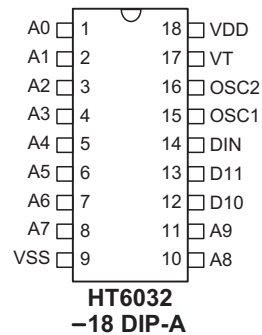 A0 1 18 VDD
A1 2 17 VT
A2 3 16 OSC2
A3 4 15 OSC1
A4 5 14 DIN
A5 6 13 D11
A6 7 12 D10
A7 8 11 A9
VSS 9 10 A8
HT6032
–18 DIP-A